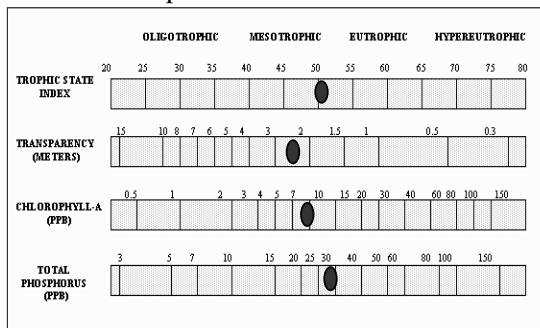 OLIGOTROPHIC MESOTROPHIC EUTROPHIC HYPEREUTROPHIC
20 25 30 35 40 45 50 55 60 65 70 75 80
TROPHIC STATE
INDEX
15 10 8 7 6 5 4 3 2 1.5 1 0.5 0.3
TRANSPARENCY
(METERS)
0.5 1 2 3 4 5 7 10 15 20 30 40 60 80 100 150
CHLOROPHYLL-A
(PPB)
3 5 7 10 15 20 25 30 40 50 60 80 100 150
TOTAL
PHOSPHORUS
(PPB)